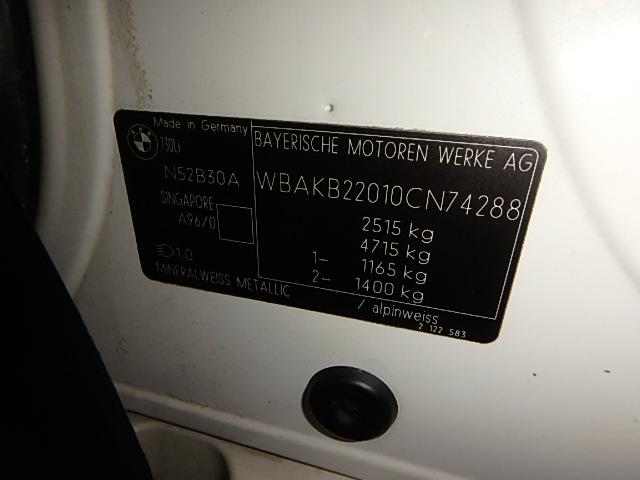 Made in Germany
730Li
N52B30A
SINGAPORE
A96/0
1.0
MINERALWEISS METALLIC
BAYERISCHE MOTOREN WERKE AG
WBAKB22010CN74288
2515 kg
4715 kg
1– 1165 kg
2– 1400 kg
/ alpinweiss
2 122 583